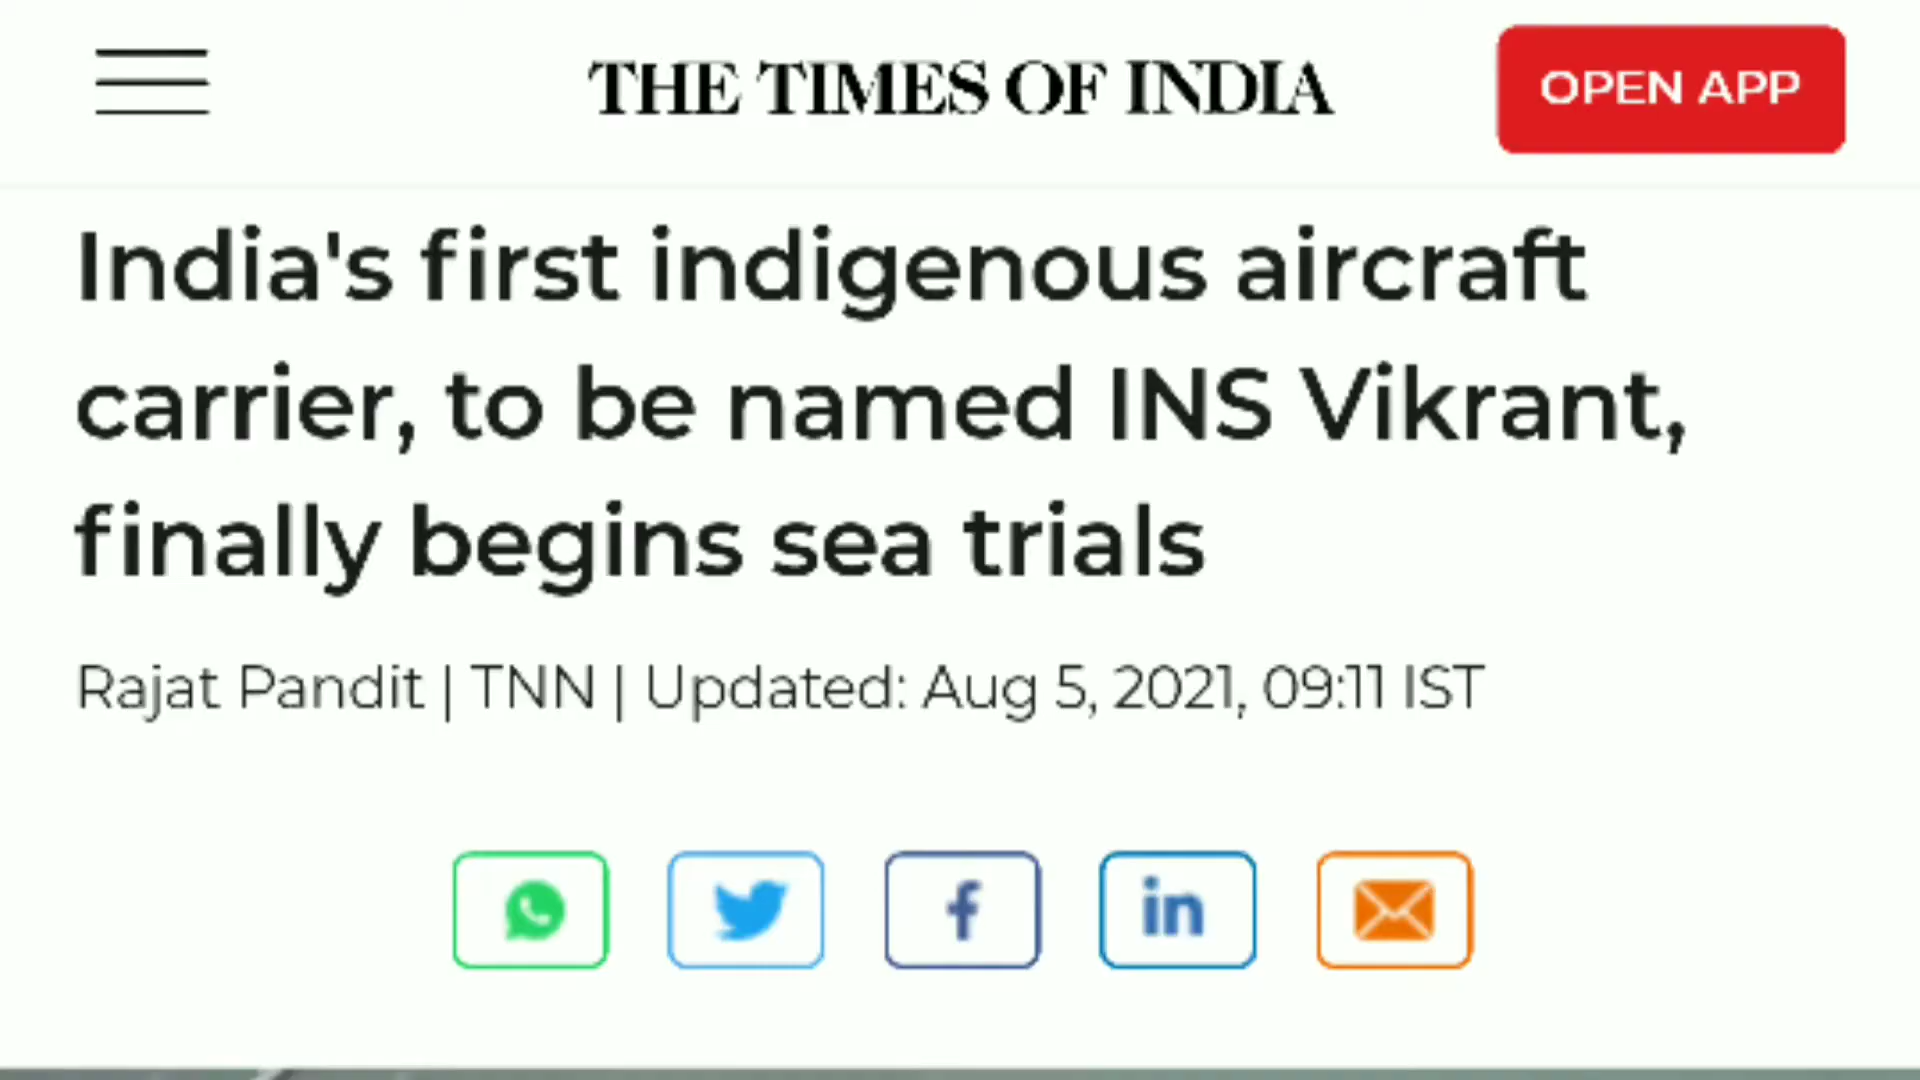 THE TIMES OF INDIA
OPEN APP
India's first indigenous aircraft
carrier, to be named INS Vikrant,
finally begins sea trials
Rajat Pandit | TNN | Updated: Aug 5, 2021, 09:11 IST
f
in